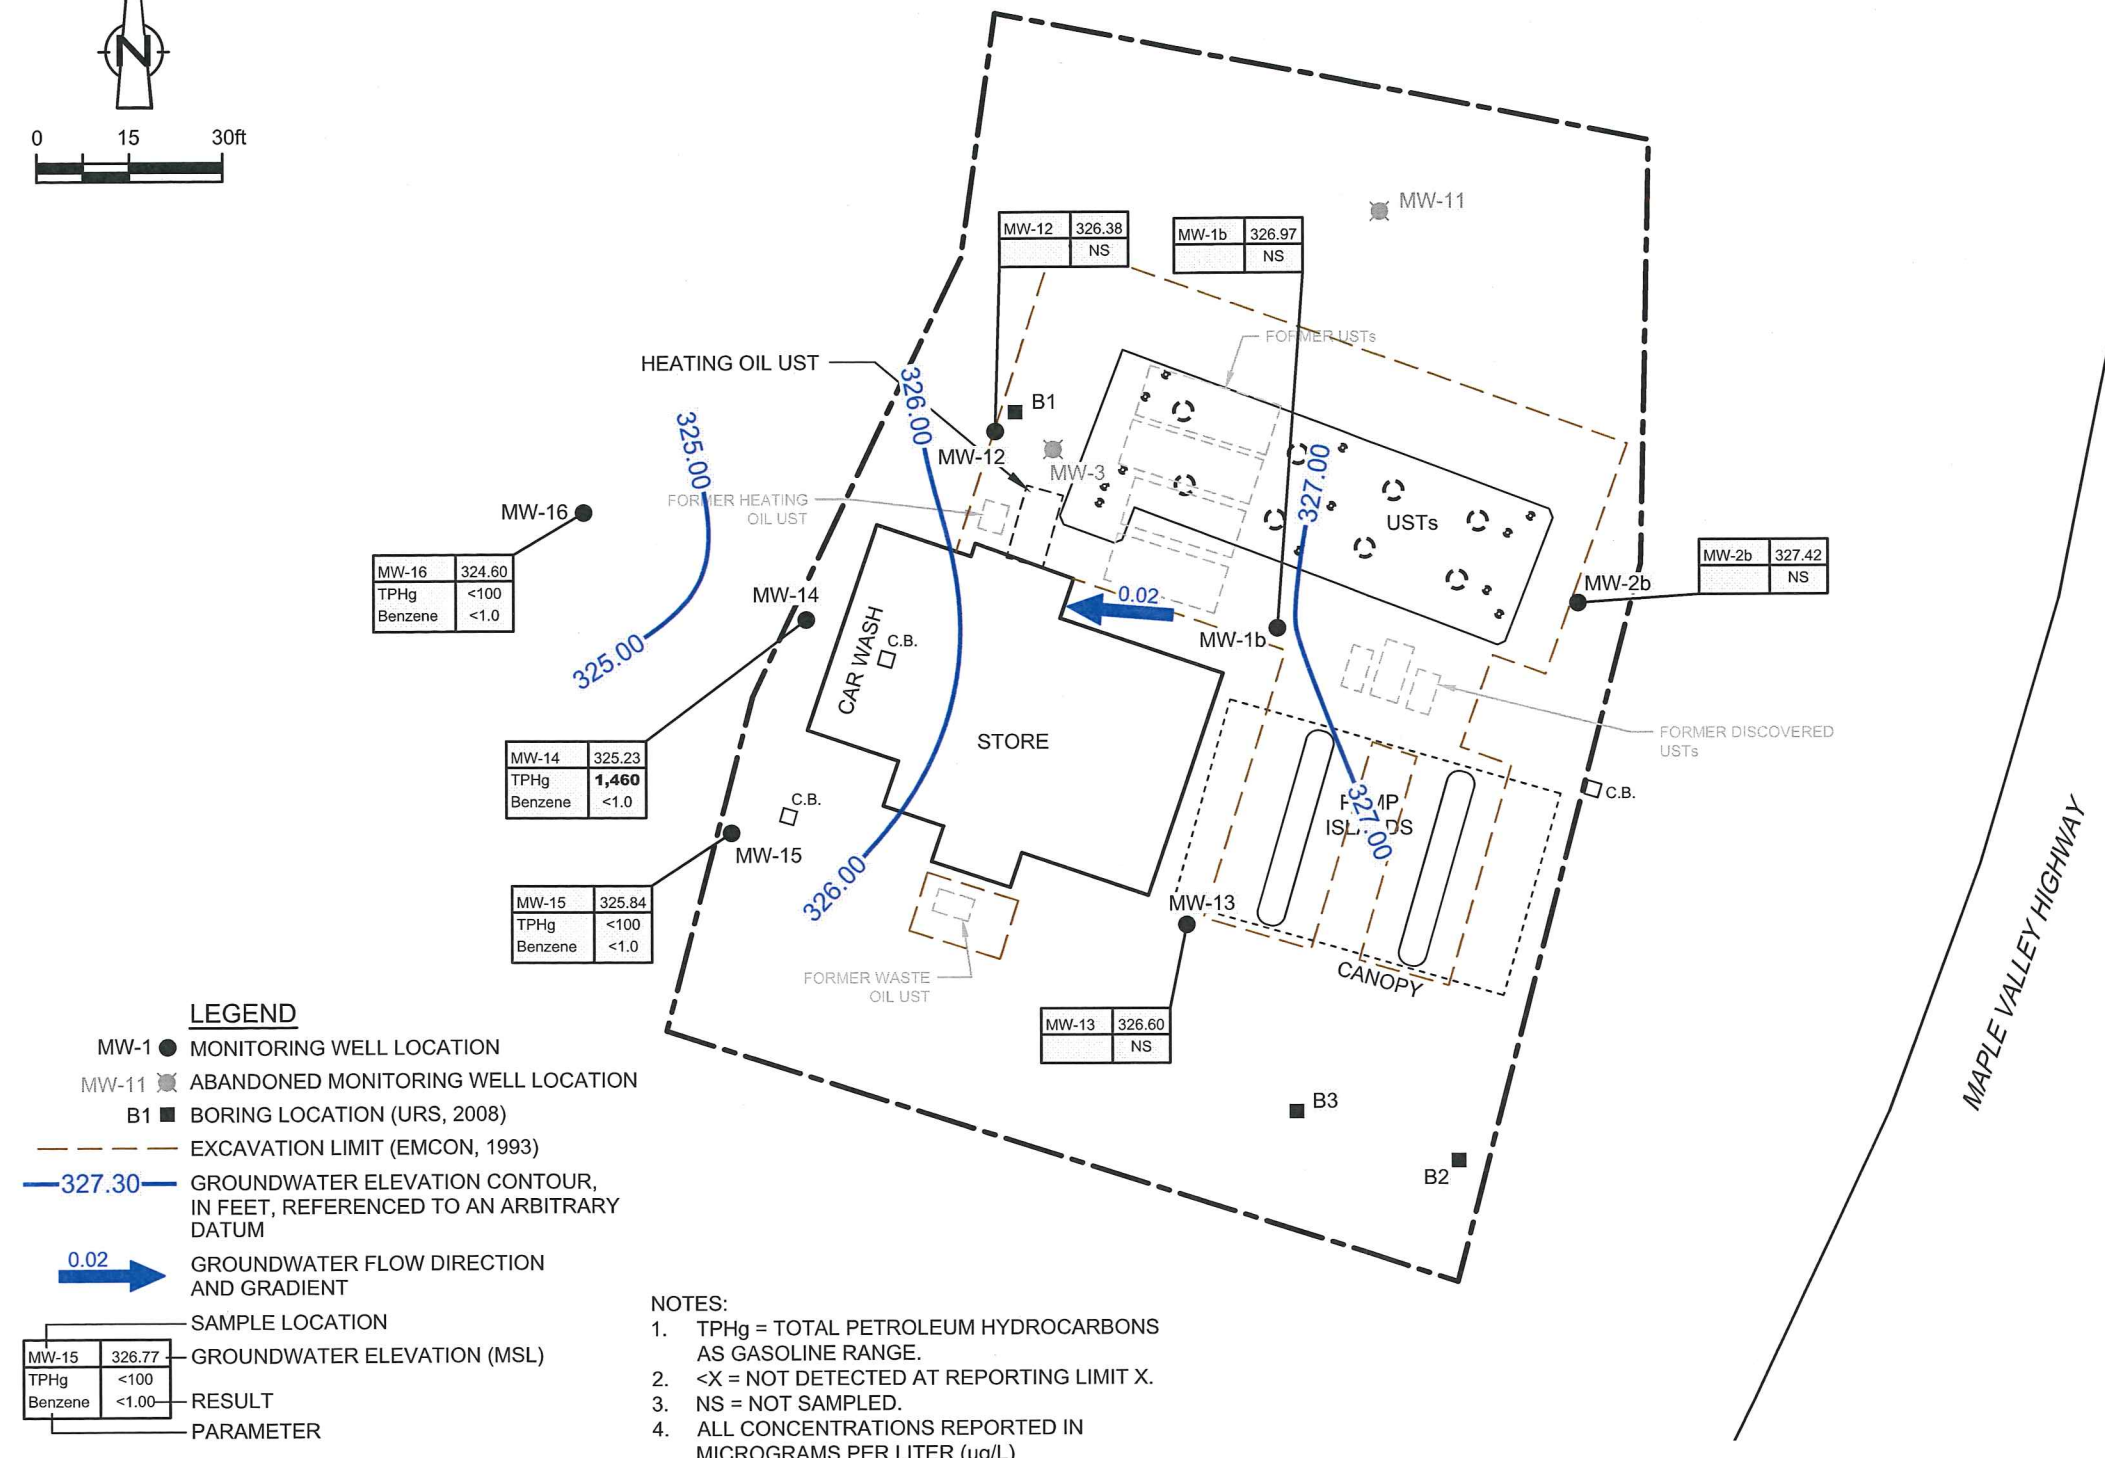 N
0 15 30ft
MW-11
MW-12 326.38
NS
MW-1b 326.97
NS
FORMER USTs
HEATING OIL UST
326.00
B1
325.00
MW-12
MW-3
327.00
FORMER HEATING
OIL UST
USTs
MW-16
MW-16 324.60
TPHg <100
Benzene <1.0
MW-2b 327.42
NS
MW-2b
MW-14
0.02
CAR WASH
C.B.
MW-1b
325.00
STORE
FORMER DISCOVERED
USTs
MW-14 325.23
TPHg 1,460
Benzene <1.0
C.B.
C.B.
MW-15
327.00
326.00
MAPLE VALLEY HIGHWAY
MW-15 325.84
TPHg <100
Benzene <1.0
MW-13
CANOPY
FORMER WASTE
OIL UST
MW-13 326.60
NS
B3
B2
LEGEND
MW-1 MONITORING WELL LOCATION
MW-11 ABANDONED MONITORING WELL LOCATION
B1 BORING LOCATION (URS, 2008)
EXCAVATION LIMIT (EMCON, 1993)
327.30 GROUNDWATER ELEVATION CONTOUR,
IN FEET, REFERENCED TO AN ARBITRARY
DATUM
0.02 GROUNDWATER FLOW DIRECTION
AND GRADIENT
SAMPLE LOCATION
MW-15 326.77 GROUNDWATER ELEVATION (MSL)
TPHg <100
Benzene <1.00 RESULT
PARAMETER
NOTES:
1. TPHg = TOTAL PETROLEUM HYDROCARBONS
AS GASOLINE RANGE.
2. <X = NOT DETECTED AT REPORTING LIMIT X.
3. NS = NOT SAMPLED.
4. ALL CONCENTRATIONS REPORTED IN
MICROGRAMS PER LITER (ug/L)